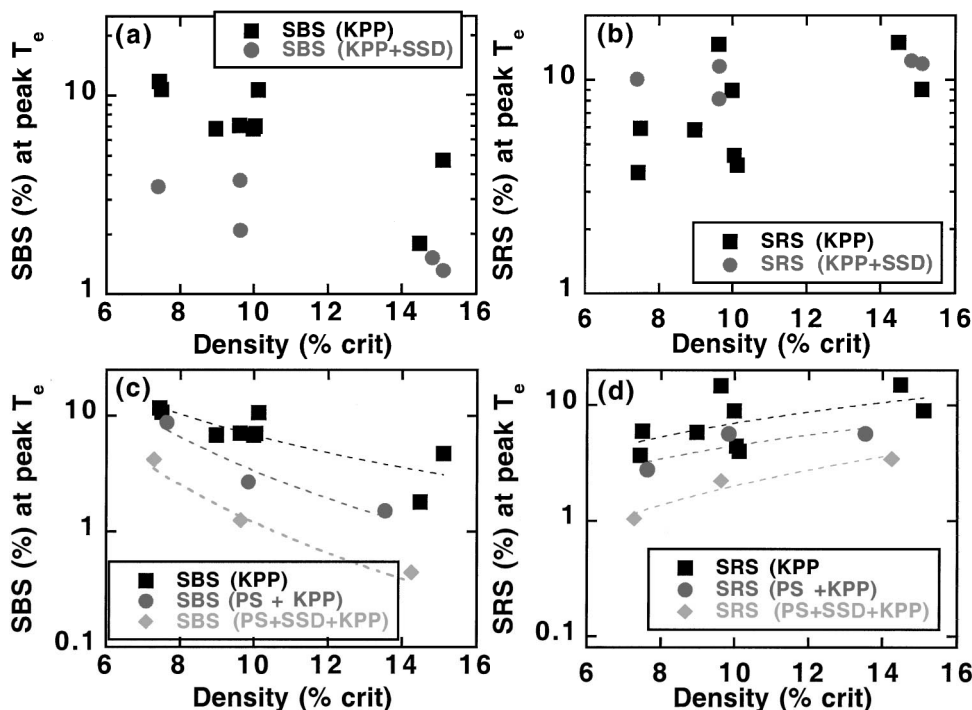 (a)
SBS (KPP)
SBS (KPP+SSD)
SBS (%) at peak Te
10
1
6 8 10 12 14 16
Density (% crit)
(b)
SRS (%) at peak Te
10
1
SRS (KPP)
SRS (KPP+SSD)
6 8 10 12 14 16
Density (% crit)
(c)
SBS (%) at peak Te
10
1
0.1
SBS (KPP)
SBS (PS + KPP)
SBS (PS+SSD+KPP)
6 8 10 12 14 16
Density (% crit)
(d)
SRS (%) at peak Te
10
1
0.1
SRS (KPP
SRS (PS +KPP)
SRS (PS+SSD+KPP)
6 8 10 12 14 16
Density (% crit)